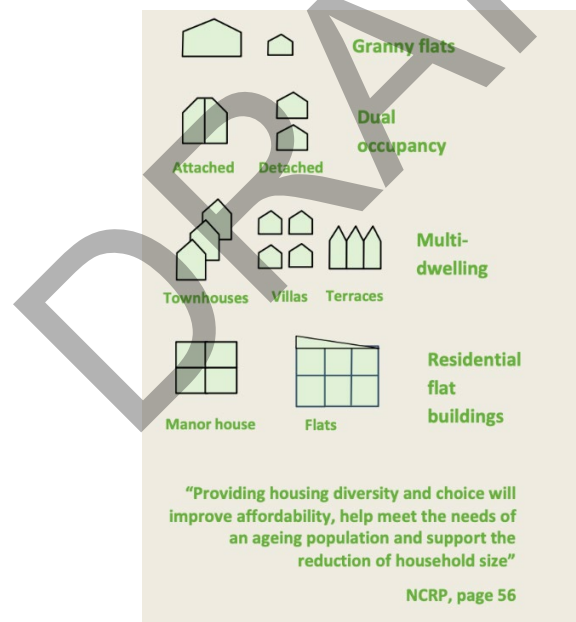 Granny flats
Dual
occupancy
Attached
Detached
Multi-
dwelling
Townhouses
Villas
Terraces
Residential
flat
buildings
Manor house
Flats
“Providing housing diversity and choice will
improve affordability, help meet the needs of
an ageing population and support the
reduction of household size”
NCRP, page 56